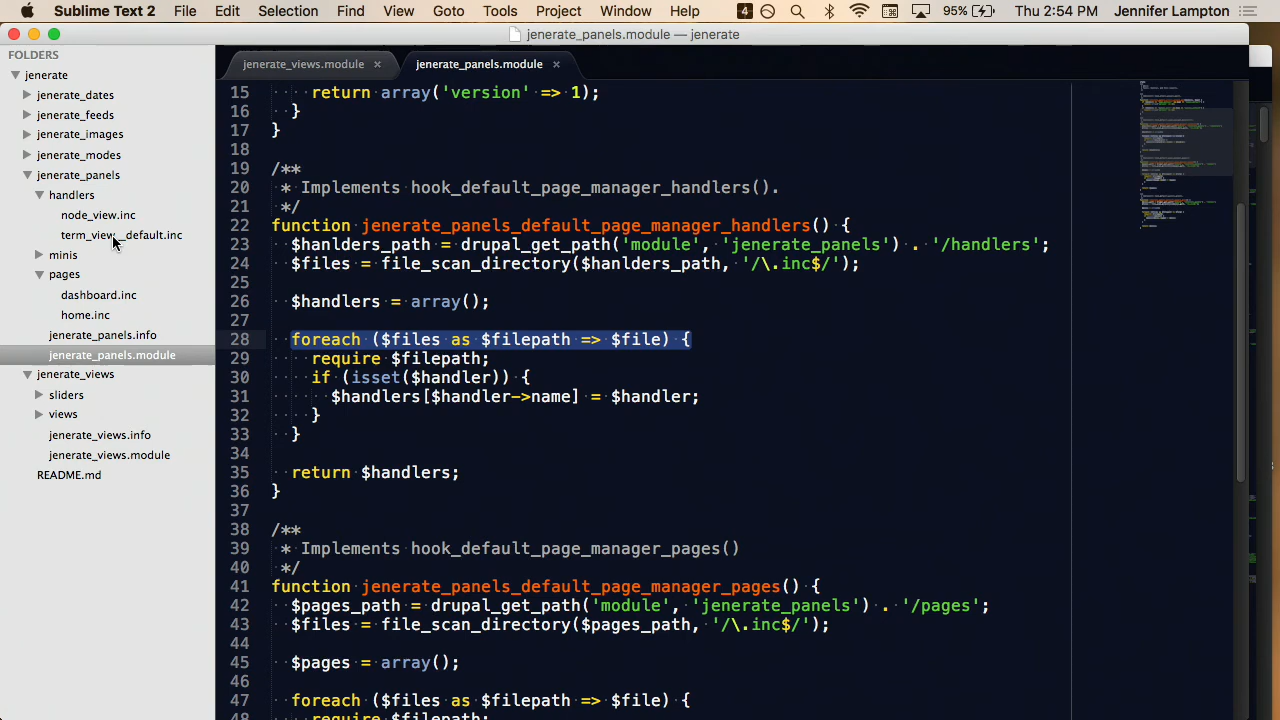 Sublime Text 2 File Edit Selection Find View Goto Tools Project Window Help 4 95% Thu 2:54 PM Jennifer Lampton
jenerate_panels.module — jenerate
FOLDERS
jenerate
jenerate_dates
jenerate_feeds
jenerate_images
jenerate_modes
jenerate_panels
handlers
node_view.inc
term_view__default.inc
minis
pages
dashboard.inc
home.inc
jenerate_panels.info
jenerate_panels.module
jenerate_views
sliders
views
jenerate_views.info
jenerate_views.module
README.md
jenerate_views.module × jenerate_panels.module ×
15 return array('version' => 1);
16 }
17 }
18
19 /**
20 * Implements hook_default_page_manager_handlers().
21 */
22 function jenerate_panels_default_page_manager_handlers() {
23 $hanlders_path = drupal_get_path('module', 'jenerate_panels') . '/handlers';
24 $files = file_scan_directory($hanlders_path, '/\.inc$/');
25
26 $handlers = array();
27
28 foreach ($files as $filepath => $file) {
29 require $filepath;
30 if (isset($handler)) {
31 $handlers[$handler->name] = $handler;
32 }
33 }
34
35 return $handlers;
36 }
37
38 /**
39 * Implements hook_default_page_manager_pages()
40 */
41 function jenerate_panels_default_page_manager_pages() {
42 $pages_path = drupal_get_path('module', 'jenerate_panels') . '/pages';
43 $files = file_scan_directory($pages_path, '/\.inc$/');
44
45 $pages = array();
46
47 foreach ($files as $filepath => $file) {
48 require $filepath;